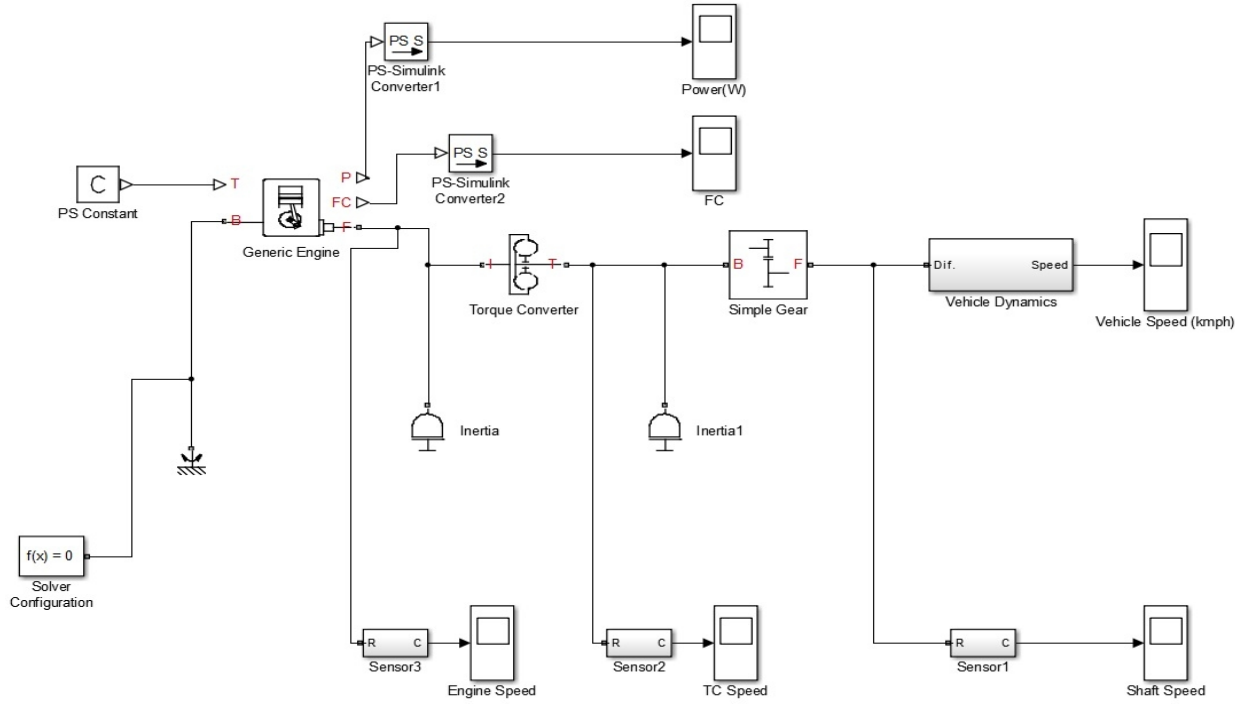 PS S
PS-Simulink
Converter1
Power(W)
PS S
PS-Simulink
Converter2
FC
C
PS Constant
T
B
P
FC
F
Generic Engine
I
T
Torque Converter
B
F
Simple Gear
Dif.
Speed
Vehicle Dynamics
Vehicle Speed (kmph)
Inertia
Inertia1
f(x) = 0
Solver
Configuration
R
C
Sensor3
Engine Speed
R
C
Sensor2
TC Speed
R
C
Sensor1
Shaft Speed